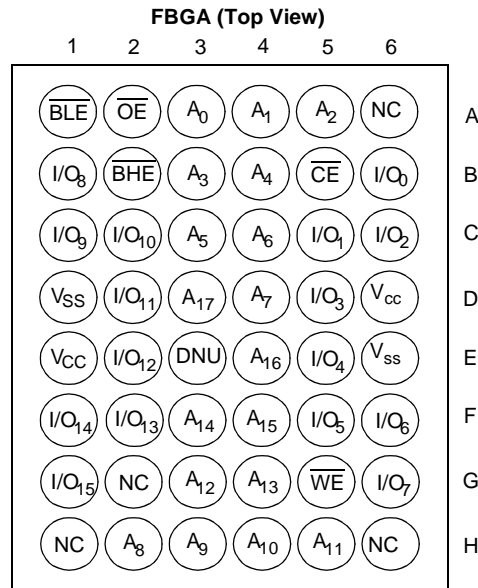 FBGA (Top View)
1 2 3 4 5 6
BLE OE A0 A1 A2 NC A
I/O8 BHE A3 A4 CE I/O0 B
I/O9 I/O10 A5 A6 I/O1 I/O2 C
VSS I/O11 A17 A7 I/O3 Vcc D
VCC I/O12 DNU A16 I/O4 Vss E
I/O14 I/O13 A14 A15 I/O5 I/O6 F
I/O15 NC A12 A13 WE I/O7 G
NC A8 A9 A10 A11 NC H